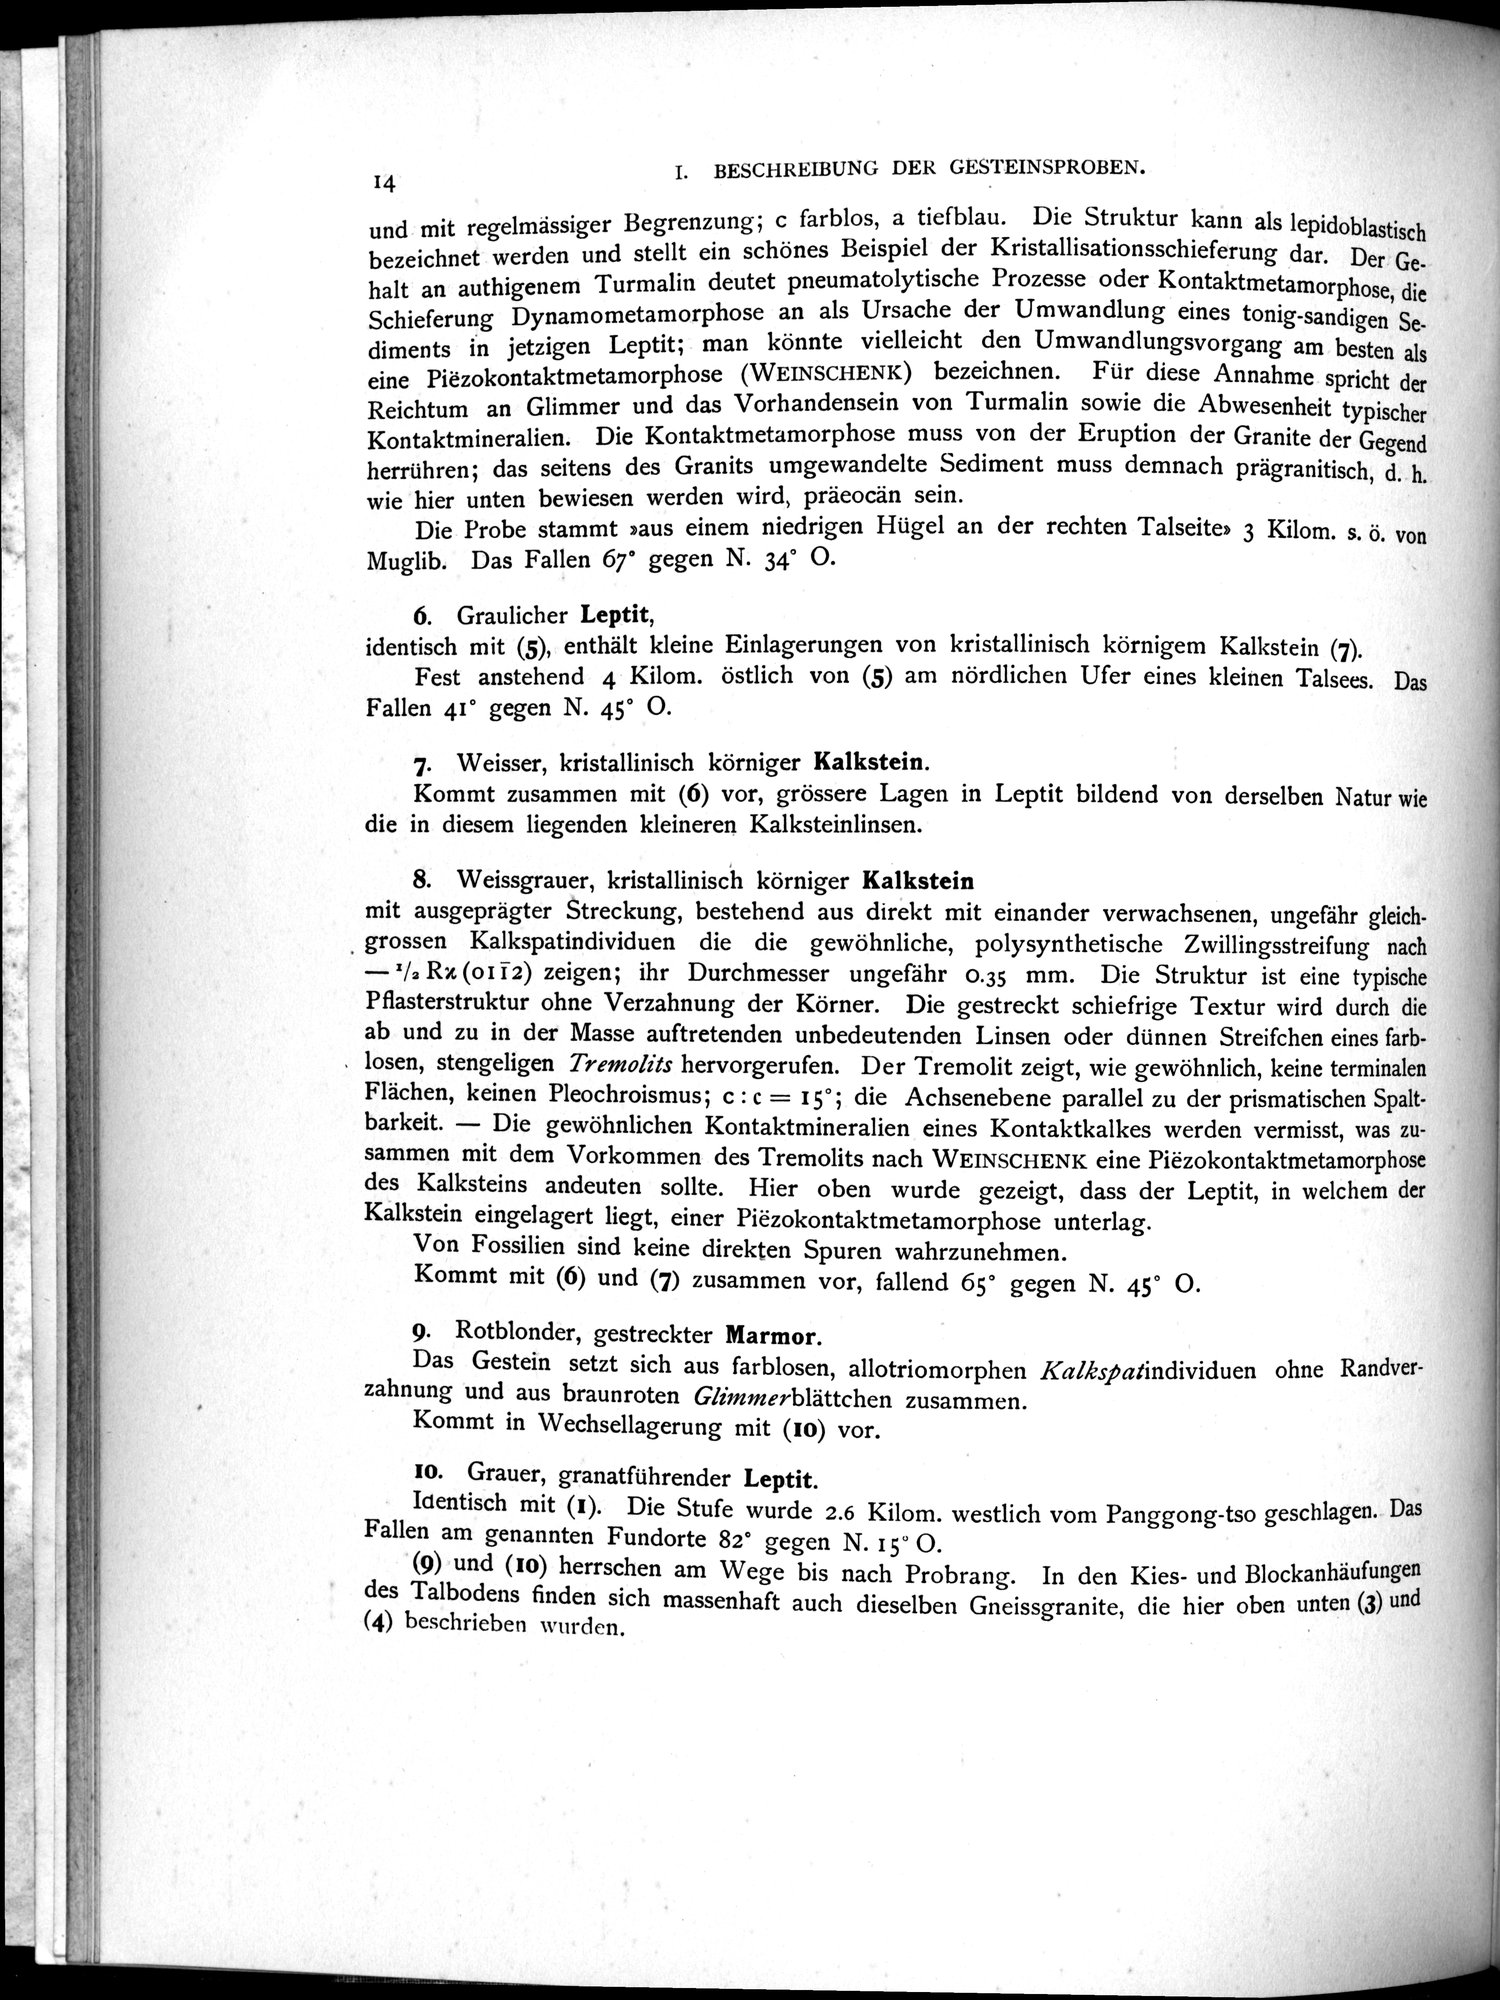 14
I. BESCHREIBUNG DER GESTEINSPROBEN.
und mit regelmässiger Begrenzung; c farblos, a tiefblau. Die Struktur kann als lepidoblastisch
bezeichnet werden und stellt ein schönes Beispiel der Kristallisationsschieferung dar. Der Ge-
halt an authigenem Turmalin deutet pneumatolytische Prozesse oder Kontaktmetamorphose, die
Schieferung Dynamometamorphose an als Ursache der Umwandlung eines tonig-sandigen Se-
diments in jetzigen Leptit; man könnte vielleicht den Umwandlungsvorgang am besten als
eine Piëzokontaktmetamorphose (WEINSCHENK) bezeichnen. Für diese Annahme spricht der
Reichtum an Glimmer und das Vorhandensein von Turmalin sowie die Abwesenheit typischer
Kontaktmineralien. Die Kontaktmetamorphose muss von der Eruption der Granite der Gegend
herrühren; das seitens des Granits umgewandelte Sediment muss demnach prägranitisch, d. h.
wie hier unten bewiesen werden wird, präeocän sein.
Die Probe stammt »aus einem niedrigen Hügel an der rechten Talseite» 3 Kilom. s. ö. von
Muglib. Das Fallen 67° gegen N. 34° O.
6. Graulicher Leptit,
identisch mit (5), enthält kleine Einlagerungen von kristallinisch körnigem Kalkstein (7).
Fest anstehend 4 Kilom. östlich von (5) am nördlichen Ufer eines kleinen Talsees. Das
Fallen 41° gegen N. 45° O.
7. Weisser, kristallinisch körniger Kalkstein.
Kommt zusammen mit (6) vor, grössere Lagen in Leptit bildend von derselben Natur wie
die in diesem liegenden kleineren Kalksteinlinsen.
8. Weissgrauer, kristallinisch körniger Kalkstein
mit ausgeprägter Streckung, bestehend aus direkt mit einander verwachsenen, ungefähr gleich-
grossen Kalkspatindividuen die die gewöhnliche, polysynthetische Zwillingsstreifung nach
— 1/2 Rϰ (011̄2) zeigen; ihr Durchmesser ungefähr 0.35 mm. Die Struktur ist eine typische
Pflasterstruktur ohne Verzahnung der Körner. Die gestreckt schiefrige Textur wird durch die
ab und zu in der Masse auftretenden unbedeutenden Linsen oder dünnen Streifchen eines farb-
losen, stengeligen Tremolits hervorgerufen. Der Tremolit zeigt, wie gewöhnlich, keine terminalen
Flächen, keinen Pleochroismus; c : c = 15°; die Achsenebene parallel zu der prismatischen Spalt-
barkeit. — Die gewöhnlichen Kontaktmineralien eines Kontaktkalkes werden vermisst, was zu-
sammen mit dem Vorkommen des Tremolits nach WEINSCHENK eine Piëzokontaktmetamorphose
des Kalksteins andeuten sollte. Hier oben wurde gezeigt, dass der Leptit, in welchem der
Kalkstein eingelagert liegt, einer Piëzokontaktmetamorphose unterlag.
Von Fossilien sind keine direkten Spuren wahrzunehmen.
Kommt mit (6) und (7) zusammen vor, fallend 65° gegen N. 45° O.
9. Rotblonder, gestreckter Marmor.
Das Gestein setzt sich aus farblosen, allotriomorphen Kalkspatindividuen ohne Randver-
zahnung und aus braunroten Glimmerblättchen zusammen.
Kommt in Wechsellagerung mit (10) vor.
10. Grauer, granatführender Leptit.
Identisch mit (1). Die Stufe wurde 2.6 Kilom. westlich vom Panggong-tso geschlagen. Das
Fallen am genannten Fundorte 82° gegen N. 15° O.
(9) und (10) herrschen am Wege bis nach Probrang. In den Kies- und Blockanhäufungen
des Talbodens finden sich massenhaft auch dieselben Gneissgranite, die hier oben unten (3) und
(4) beschrieben wurden.